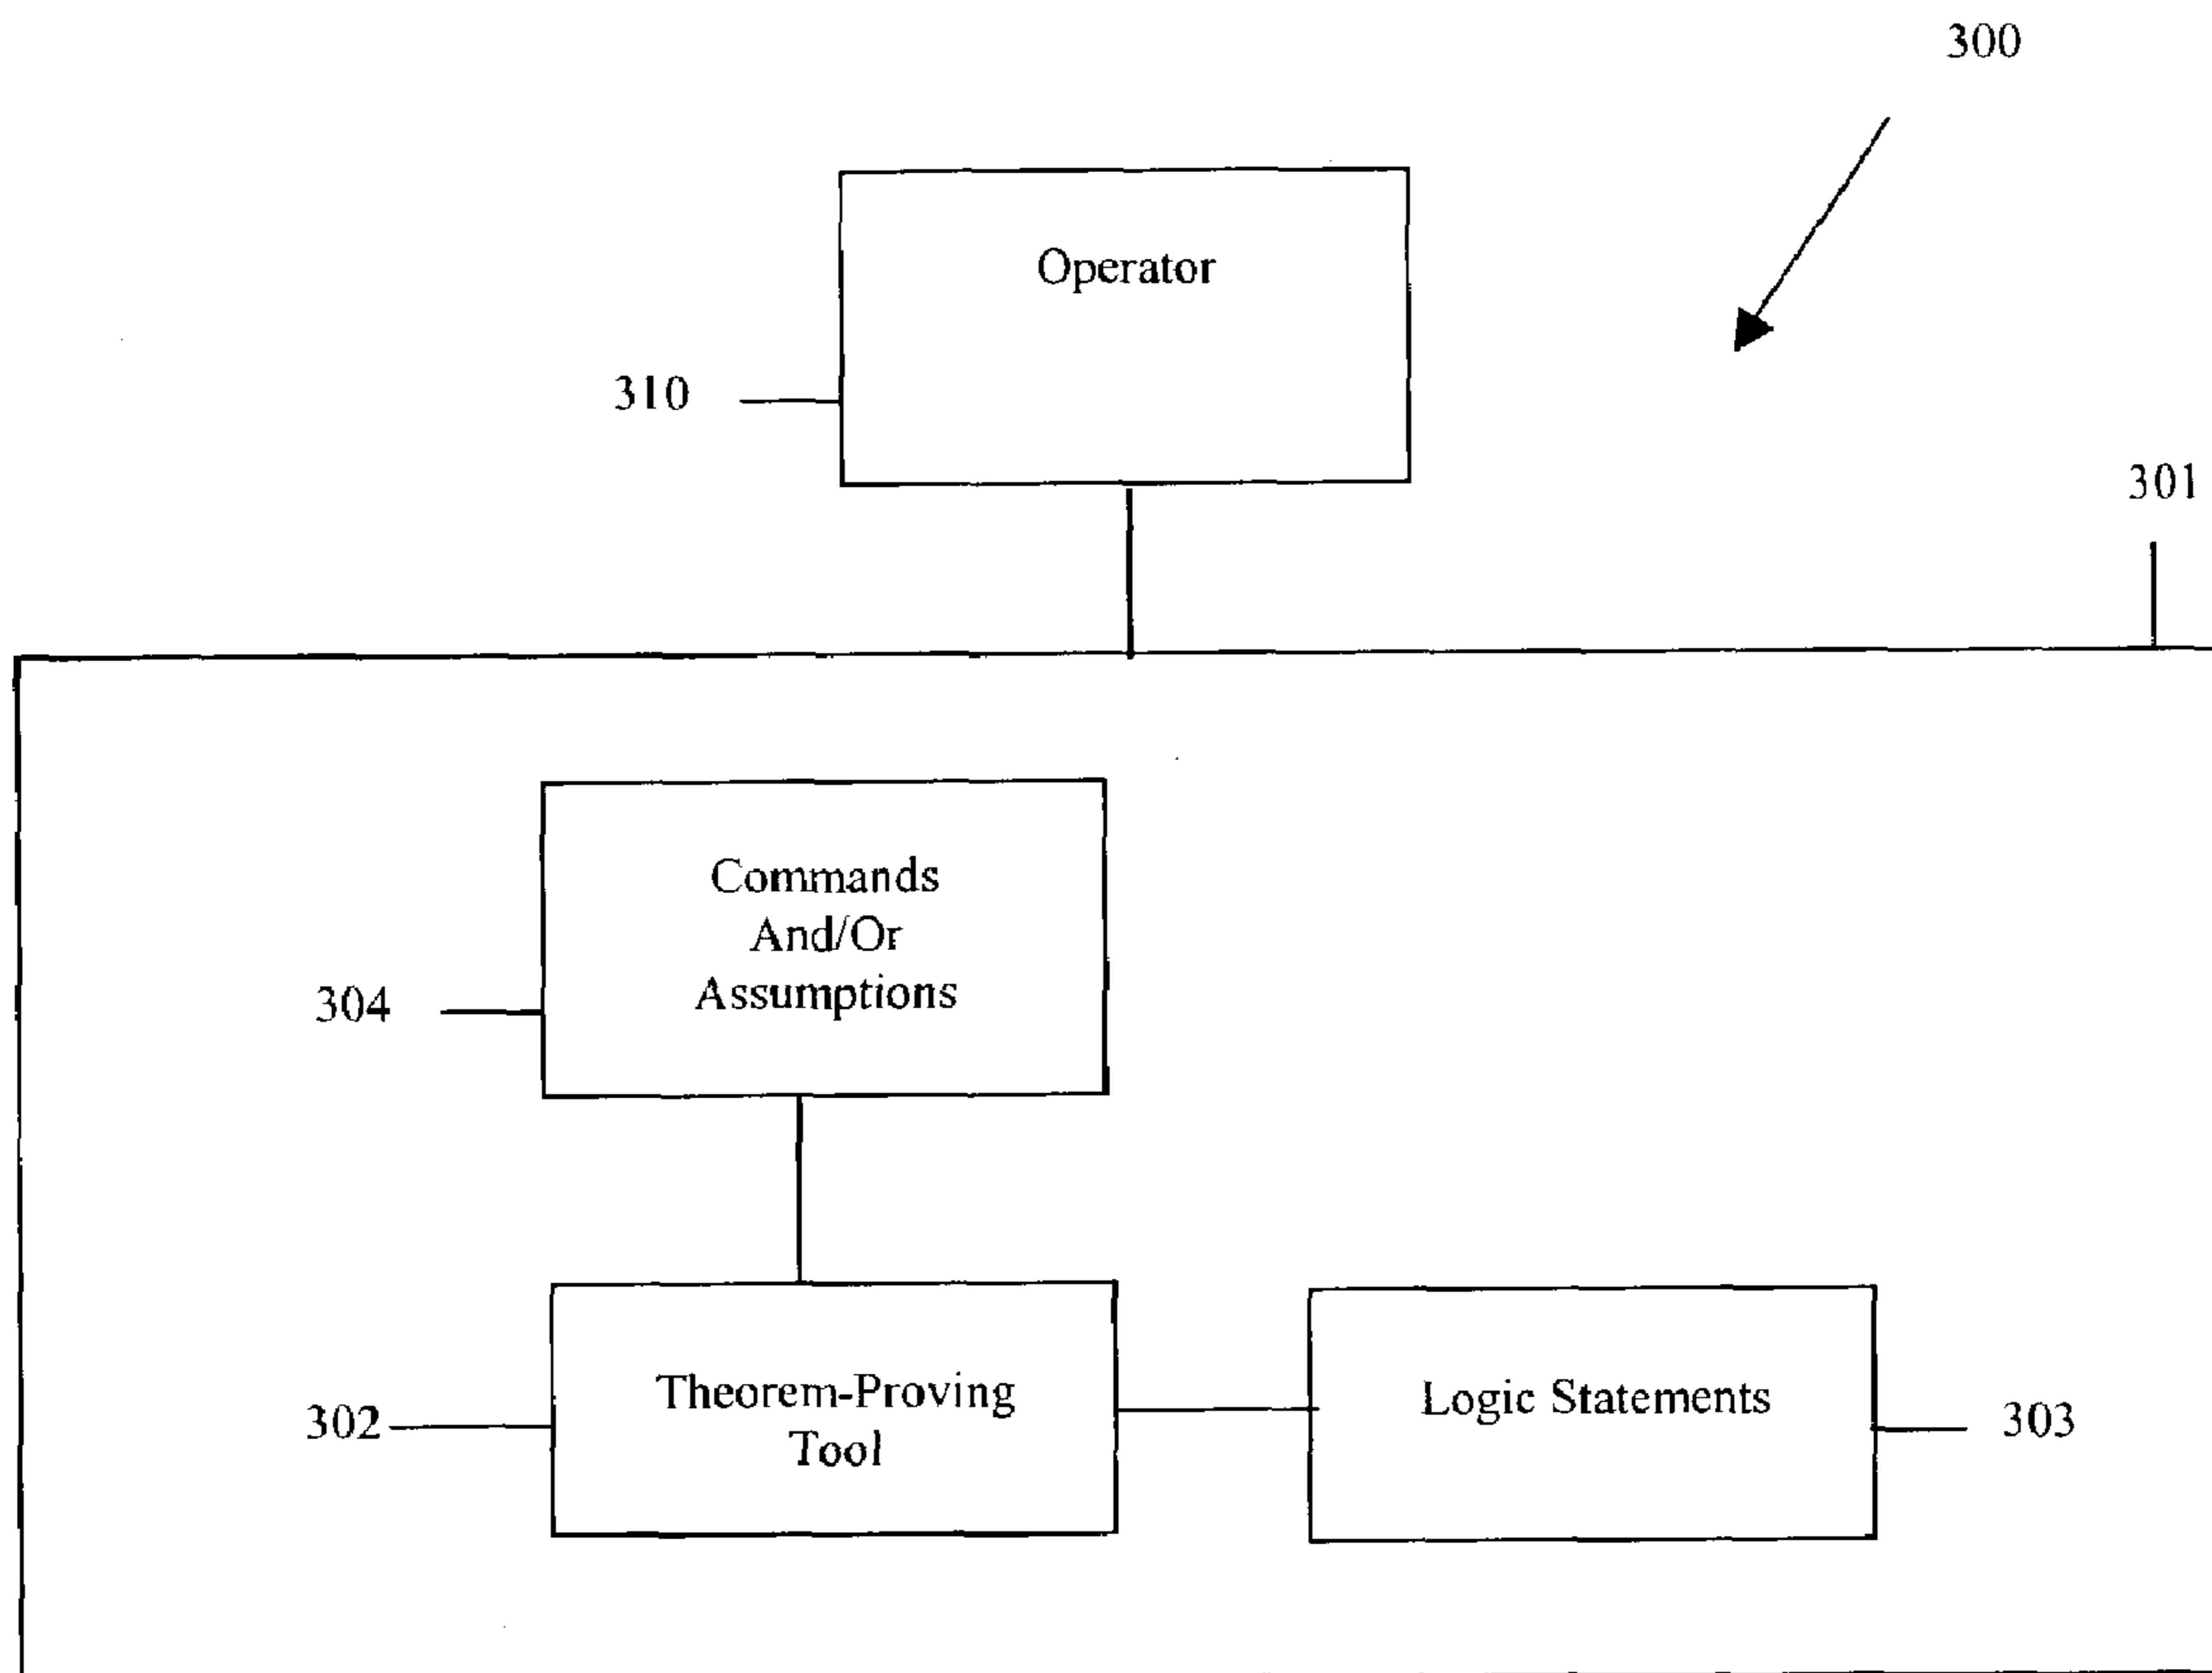 300
Operator
310
301
Commands
And/Or
Assumptions
304
Theorem-Proving
Tool
302
Logic Statements
303